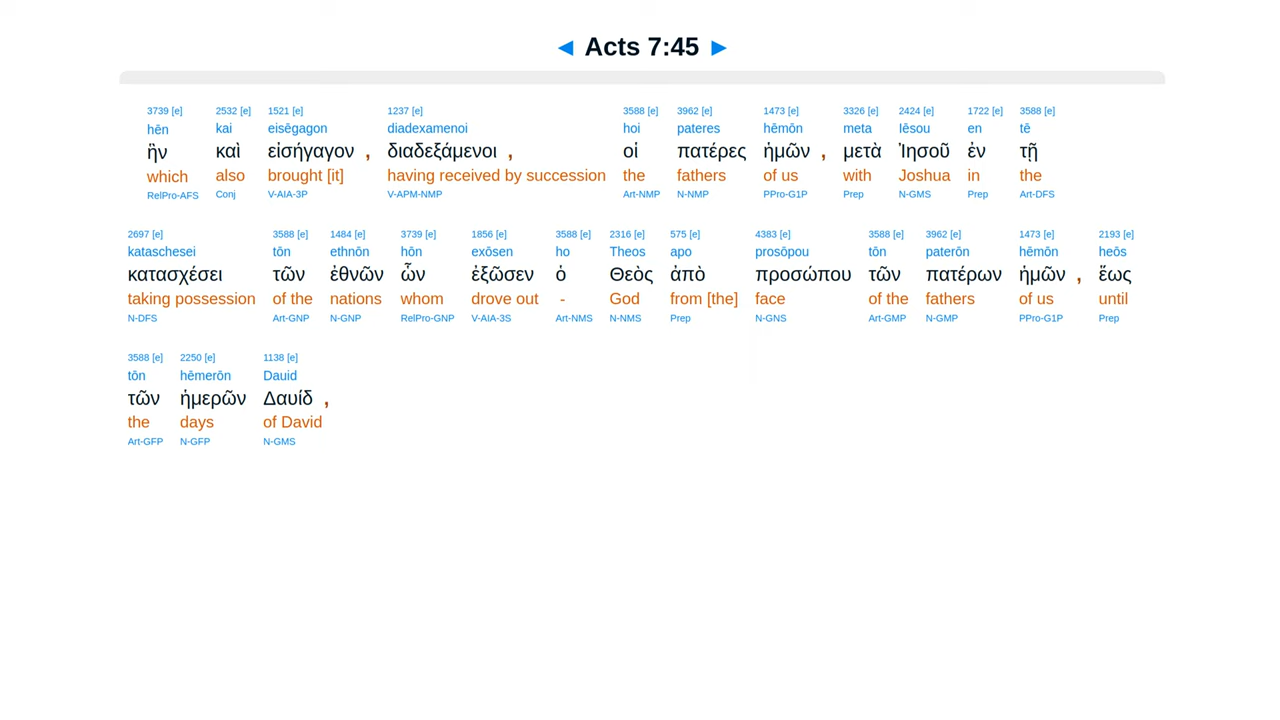 ◄ Acts 7:45 ►
3739 [e] 2532 [e] 1521 [e] 1237 [e] 3588 [e] 3962 [e] 1473 [e] 3326 [e] 2424 [e] 1722 [e] 3588 [e]
hēn kai eisēgagon diadexamenoi hoi pateres hēmōn meta Iēsou en tē
ἣν καὶ εἰσήγαγον , διαδεξάμενοι , οἱ πατέρες ἡμῶν , μετὰ Ἰησοῦ ἐν τῇ
which also brought [it] having received by succession the fathers of us with Joshua in the
RelPro-AFS Conj V-AIA-3P V-APM-NMP Art-NMP N-NMP PPro-G1P Prep N-GMS Prep Art-DFS
2697 [e] 3588 [e] 1484 [e] 3739 [e] 1856 [e] 3588 [e] 2316 [e] 575 [e] 4383 [e] 3588 [e] 3962 [e] 1473 [e] 2193 [e]
kataschesei tōn ethnōn hōn exōsen ho Theos apo prosōpou tōn paterōn hēmōn heōs
κατασχέσει τῶν ἐθνῶν ὧν ἐξῶσεν ὁ Θεὸς ἀπὸ προσώπου τῶν πατέρων ἡμῶν , ἕως
taking possession of the nations whom drove out - God from [the] face of the fathers of us until
N-DFS Art-GNP N-GNP RelPro-GNP V-AIA-3S Art-NMS N-NMS Prep N-GNS Art-GMP N-GMP PPro-G1P Prep
3588 [e] 2250 [e] 1138 [e]
tōn hēmerōn Dauid
τῶν ἡμερῶν Δαυίδ ,
the days of David
Art-GFP N-GFP N-GMS